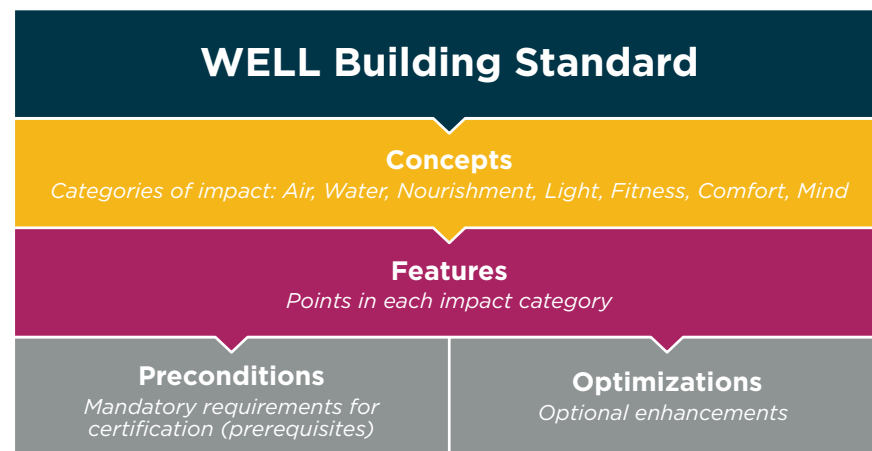 WELL Building Standard
Concepts
Categories of impact: Air, Water, Nourishment, Light, Fitness, Comfort, Mind
Features
Points in each impact category
Preconditions
Mandatory requirements for
certification (prerequisites)
Optimizations
Optional enhancements